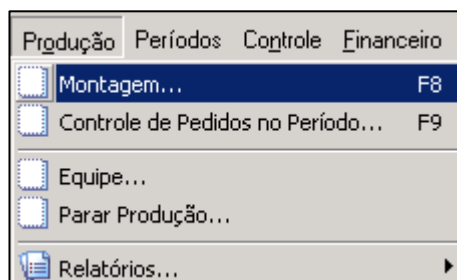 Produção Períodos Controle Financeiro
Montagem... F8
Controle de Pedidos no Período... F9
Equipe...
Parar Produção...
Relatórios...